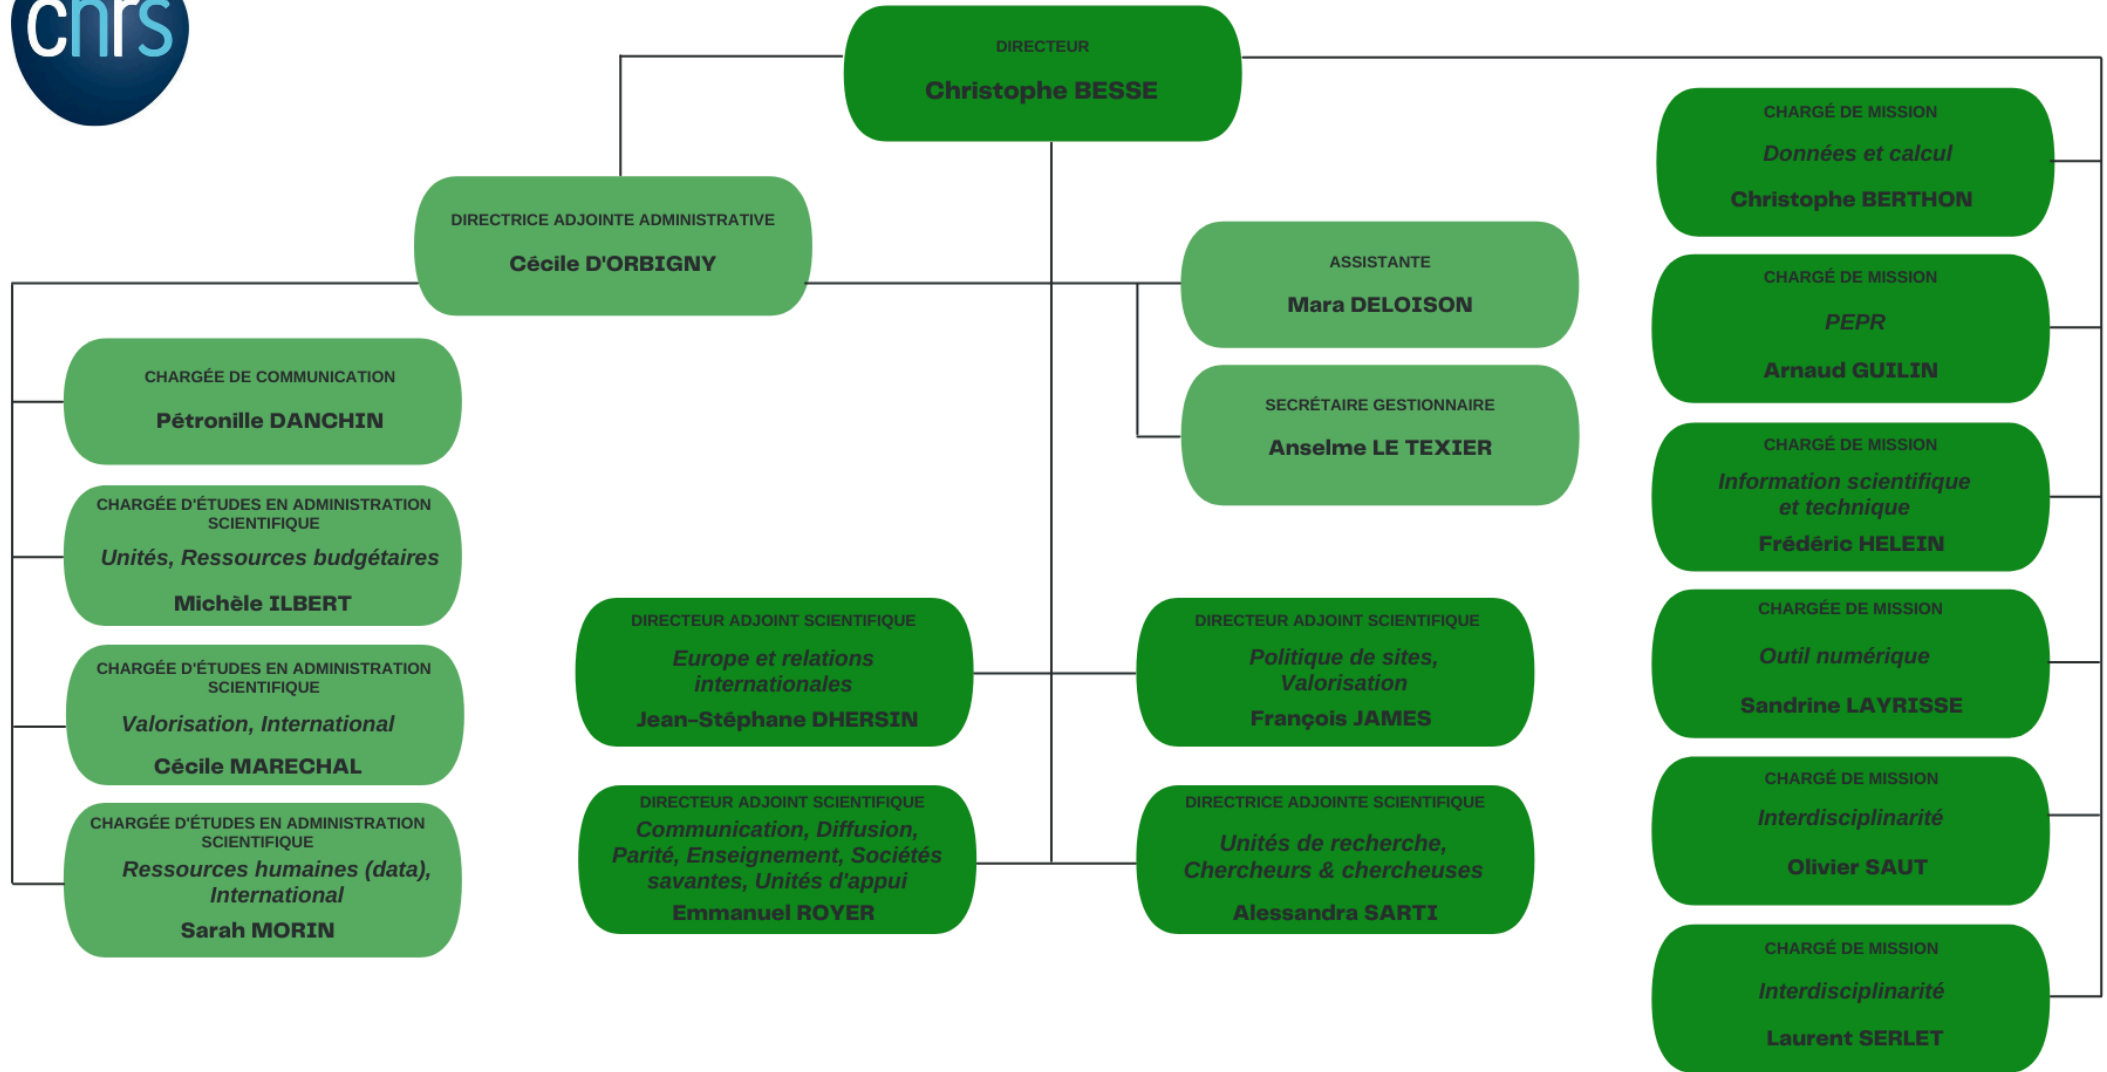 cnrs
DIRECTEUR
Christophe BESSE
DIRECTRICE ADJOINTE ADMINISTRATIVE
Cécile D'ORBIGNY
ASSISTANTE
Mara DELOISON
SECRÉTAIRE GESTIONNAIRE
Anselme LE TEXIER
CHARGÉE DE COMMUNICATION
Pétronille DANCHIN
CHARGÉE D'ÉTUDES EN ADMINISTRATION
SCIENTIFIQUE
Unités, Ressources budgétaires
Michèle ILBERT
CHARGÉE D'ÉTUDES EN ADMINISTRATION
SCIENTIFIQUE
Valorisation, International
Cécile MARECHAL
CHARGÉE D'ÉTUDES EN ADMINISTRATION
SCIENTIFIQUE
Ressources humaines (data),
International
Sarah MORIN
DIRECTEUR ADJOINT SCIENTIFIQUE
Europe et relations
internationales
Jean-Stéphane DHERSIN
DIRECTEUR ADJOINT SCIENTIFIQUE
Politique de sites,
Valorisation
François JAMES
DIRECTEUR ADJOINT SCIENTIFIQUE
Communication, Diffusion,
Parité, Enseignement, Sociétés
savantes, Unités d'appui
Emmanuel ROYER
DIRECTRICE ADJOINTE SCIENTIFIQUE
Unités de recherche,
Chercheurs & chercheuses
Alessandra SARTI
CHARGÉ DE MISSION
Données et calcul
Christophe BERTHON
CHARGÉ DE MISSION
PEPR
Arnaud GUILIN
CHARGÉ DE MISSION
Information scientifique
et technique
Frédéric HELEIN
CHARGÉE DE MISSION
Outil numérique
Sandrine LAYRISSE
CHARGÉ DE MISSION
Interdisciplinarité
Olivier SAUT
CHARGÉ DE MISSION
Interdisciplinarité
Laurent SERLET